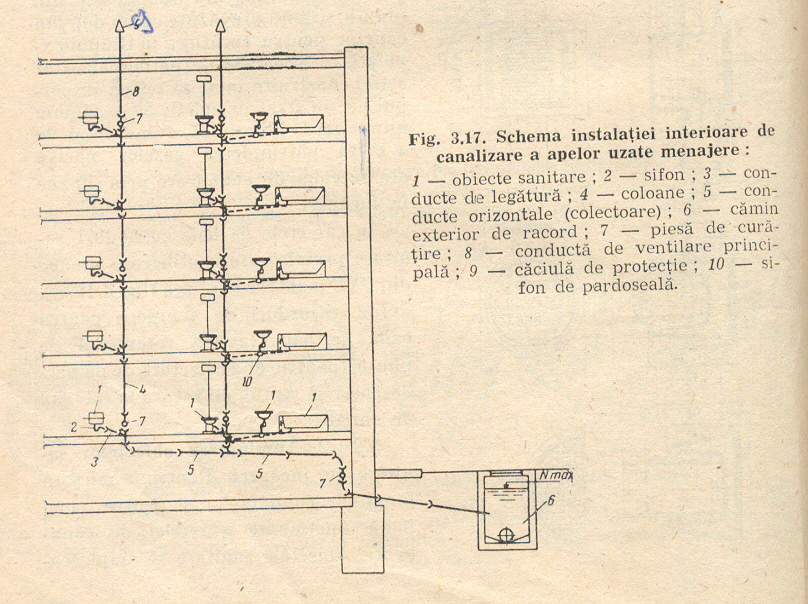 9
8
7
Fig. 3.17. Schema instalației interioare de
canalizare a apelor uzate menajere :
1 — obiecte sanitare ; 2 — sifon ; 3 — con-
ducte de legătură ; 4 — coloane ; 5 — con-
ducte orizontale (colectoare) ; 6 — cămin
exterior de racord ; 7 — piesă de cură-
țire ; 8 — conductă de ventilare princi-
pală ; 9 — căciulă de protecție ; 10 — si-
fon de pardoseală.
10
1
4
2
7
1
1
1
3
5
5
7
N max
6